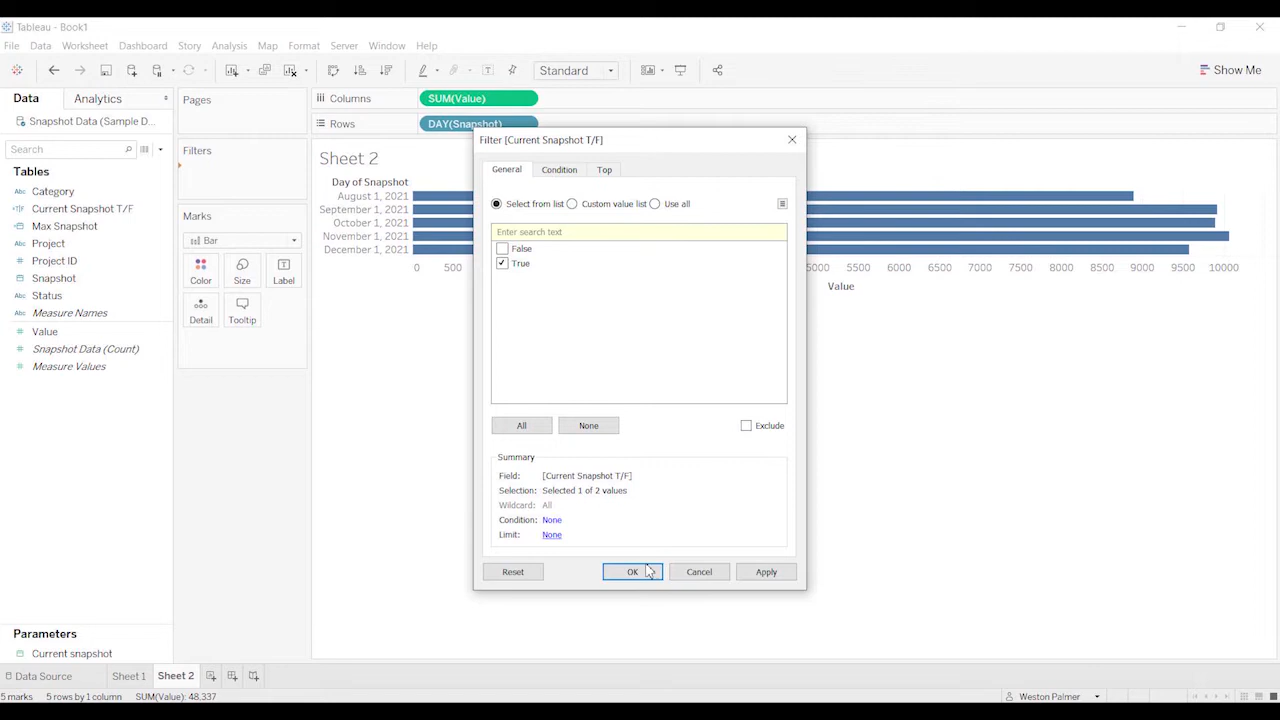 Tableau - Book1
File Data Worksheet Dashboard Story Analysis Map Format Server Window Help
Standard
Show Me
Data Analytics
Snapshot Data (Sample D...
Search
Tables
Abc Category
Current Snapshot T/F
Abc Max Snapshot
Abc Project
Abc Project ID
Snapshot
Abc Status
Abc Measure Names
Value
Snapshot Data (Count)
Measure Values
Parameters
Current snapshot
Pages
Filters
Marks
Bar
Color Size Label
Detail Tooltip
Columns SUM(Value)
Rows DAY(Snapshot)
Sheet 2
Day of Snapshot
August 1, 2021
September 1, 2021
October 1, 2021
November 1, 2021
December 1, 2021
0 500 5000 5500 6000 6500 7000 7500 8000 8500 9000 9500 10000
Value
Filter [Current Snapshot T/F]
General Condition Top
Select from list Custom value list Use all
Enter search text
False
True
All None Exclude
Summary
Field: [Current Snapshot T/F]
Selection: Selected 1 of 2 values
Wildcard: All
Condition: None
Limit: None
Reset OK Cancel Apply
Data Source Sheet 1 Sheet 2
5 marks 5 rows by 1 column SUM(Value): 48,337
Weston Palmer